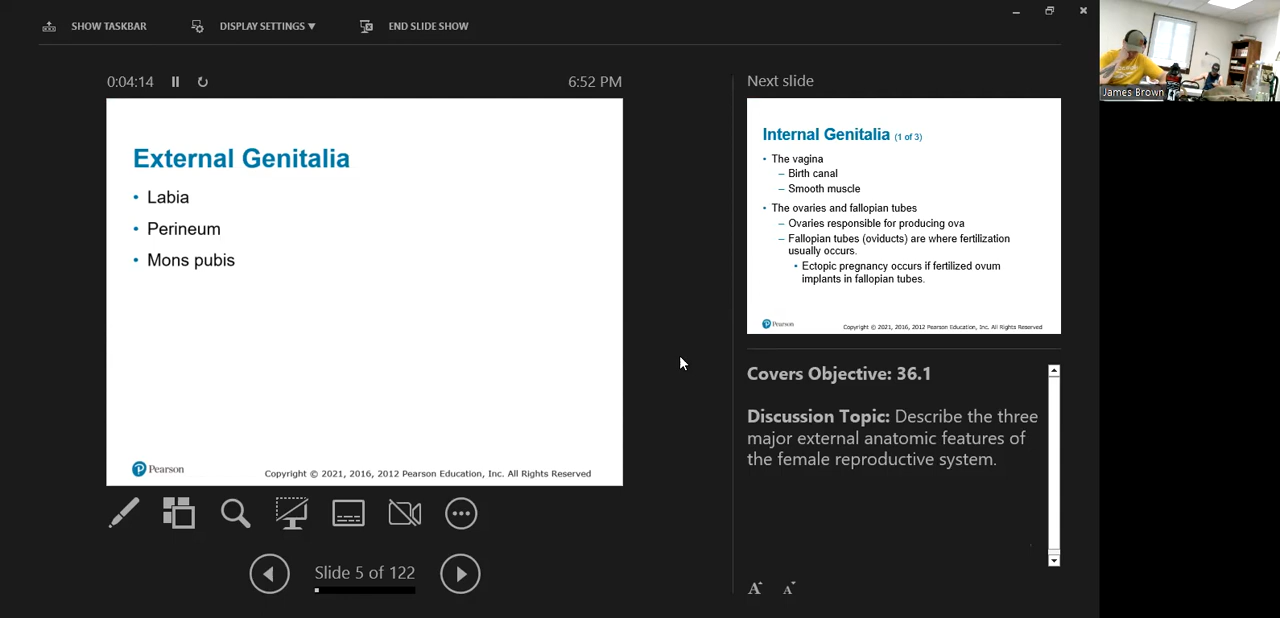 SHOW TASKBAR
DISPLAY SETTINGS ▼
END SLIDE SHOW
0:04:14
6:52 PM
External Genitalia
• Labia
• Perineum
• Mons pubis
Pearson
Copyright © 2021, 2016, 2012 Pearson Education, Inc. All Rights Reserved
Slide 5 of 122
Next slide
Internal Genitalia (1 of 3)
• The vagina
– Birth canal
– Smooth muscle
• The ovaries and fallopian tubes
– Ovaries responsible for producing ova
– Fallopian tubes (oviducts) are where fertilization
usually occurs.
• Ectopic pregnancy occurs if fertilized ovum
implants in fallopian tubes.
Pearson
Copyright © 2021, 2016, 2012 Pearson Education, Inc. All Rights Reserved
Covers Objective: 36.1
Discussion Topic: Describe the three
major external anatomic features of
the female reproductive system.
A A
James Brown